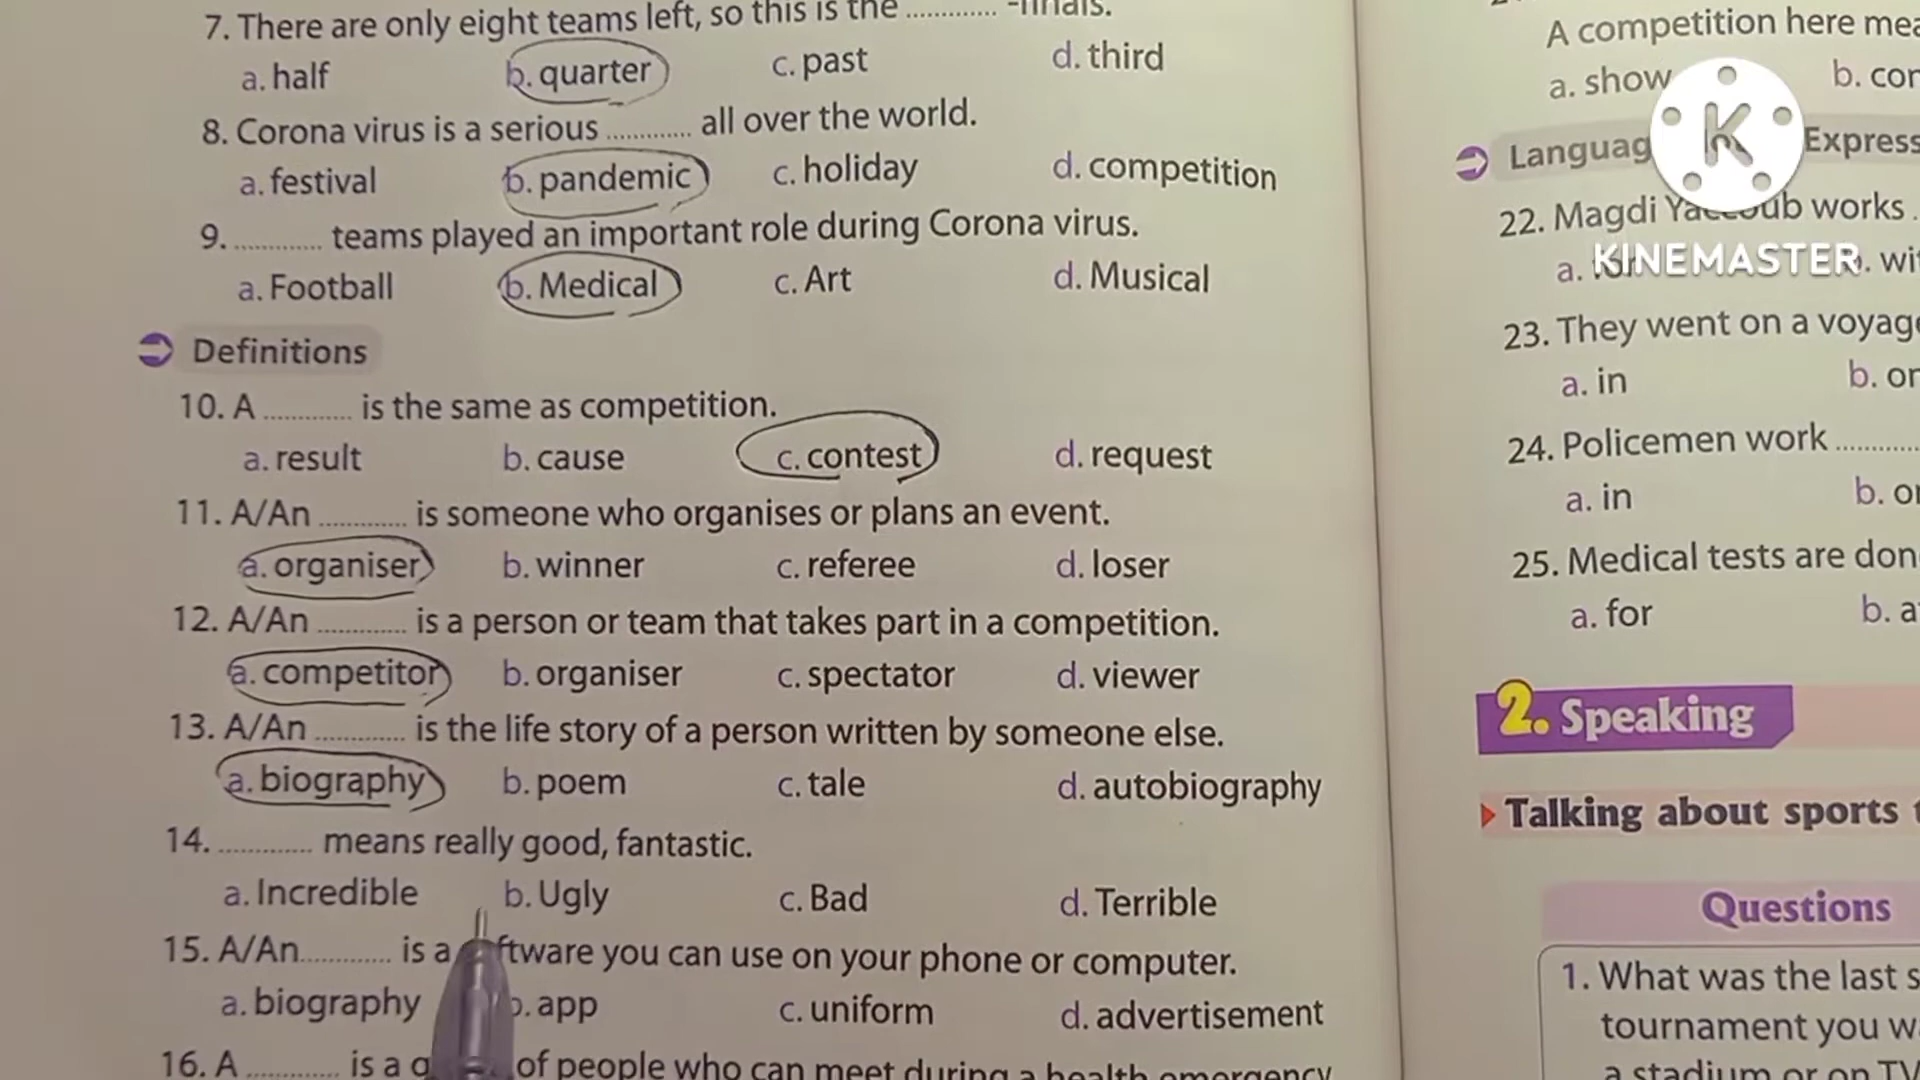 7. There are only eight teams left, so this is the ............ -finals.
a. half b. quarter c. past d. third
8. Corona virus is a serious ............ all over the world.
a. festival b. pandemic c. holiday d. competition
9. ............ teams played an important role during Corona virus.
a. Football b. Medical c. Art d. Musical
Definitions
10. A ............ is the same as competition.
a. result b. cause c. contest d. request
11. A/An ............ is someone who organises or plans an event.
a. organiser b. winner c. referee d. loser
12. A/An ............ is a person or team that takes part in a competition.
a. competitor b. organiser c. spectator d. viewer
13. A/An ............ is the life story of a person written by someone else.
a. biography b. poem c. tale d. autobiography
14. ............ means really good, fantastic.
a. Incredible b. Ugly c. Bad d. Terrible
15. A/An ............ is a software you can use on your phone or computer.
a. biography b. app c. uniform d. advertisement
16. A ............ is a of people who can meet during a health emergency
A competition here
a. show b.
Express
22. Magdi Yacoub works
a. b.
23. They went on a
a. in b.
24. Policemen work ............
a. in b.
25. Medical tests are
a. for b.
2. Speaking
Talking about sports
Questions
1. What was the last
tournament you
a stadium or on TV
K
KINEMASTER